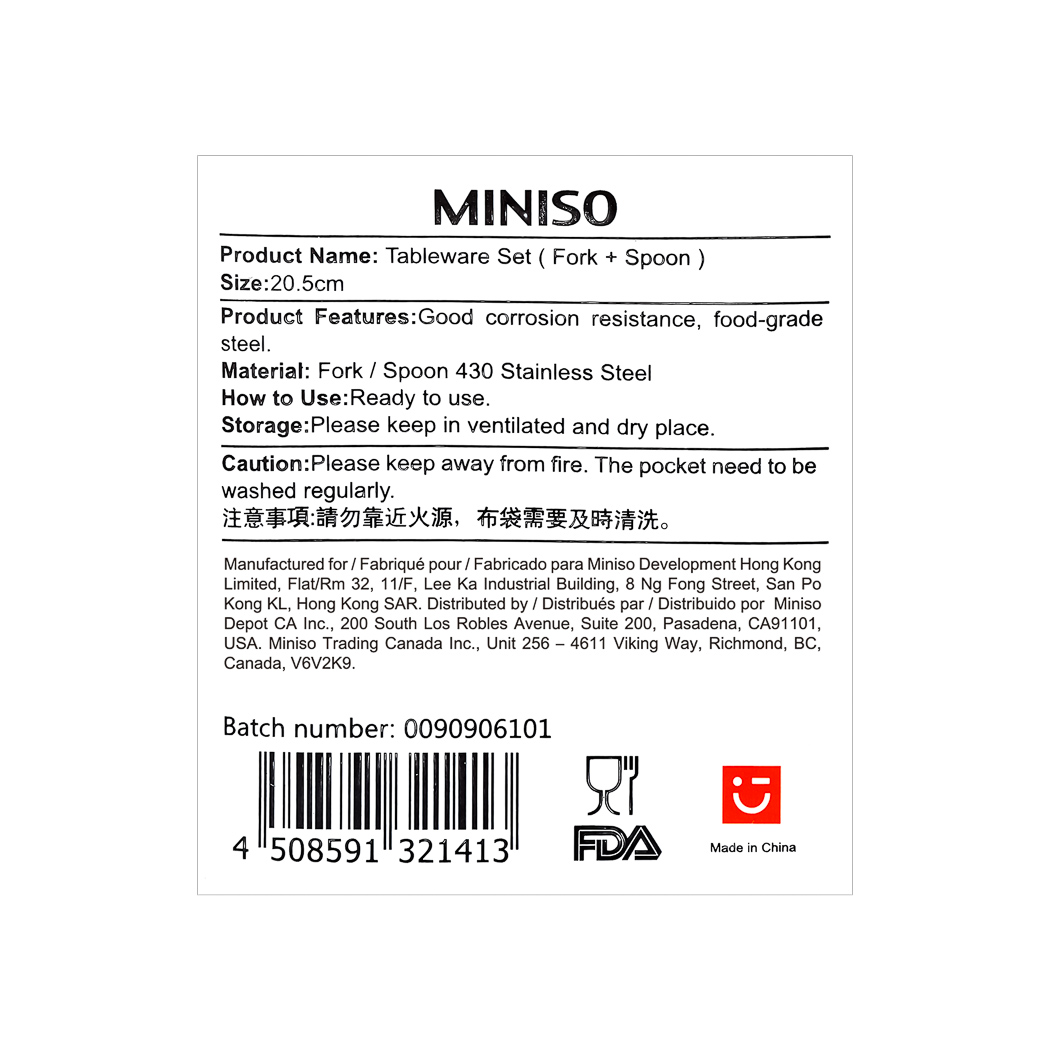 MINISO
Product Name: Tableware Set ( Fork + Spoon )
Size:20.5cm
Product Features:Good corrosion resistance, food-grade
steel.
Material: Fork / Spoon 430 Stainless Steel
How to Use:Ready to use.
Storage:Please keep in ventilated and dry place.
Caution:Please keep away from fire. The pocket need to be
washed regularly.
注意事項:請勿靠近火源，布袋需要及時清洗。
Manufactured for / Fabriqué pour / Fabricado para Miniso Development Hong Kong
Limited, Flat/Rm 32, 11/F, Lee Ka Industrial Building, 8 Ng Fong Street, San Po
Kong KL, Hong Kong SAR. Distributed by / Distribués par / Distribuido por Miniso
Depot CA Inc., 200 South Los Robles Avenue, Suite 200, Pasadena, CA91101,
USA. Miniso Trading Canada Inc., Unit 256 – 4611 Viking Way, Richmond, BC,
Canada, V6V2K9.
Batch number: 0090906101
4 508591 321413
FDA
Made in China